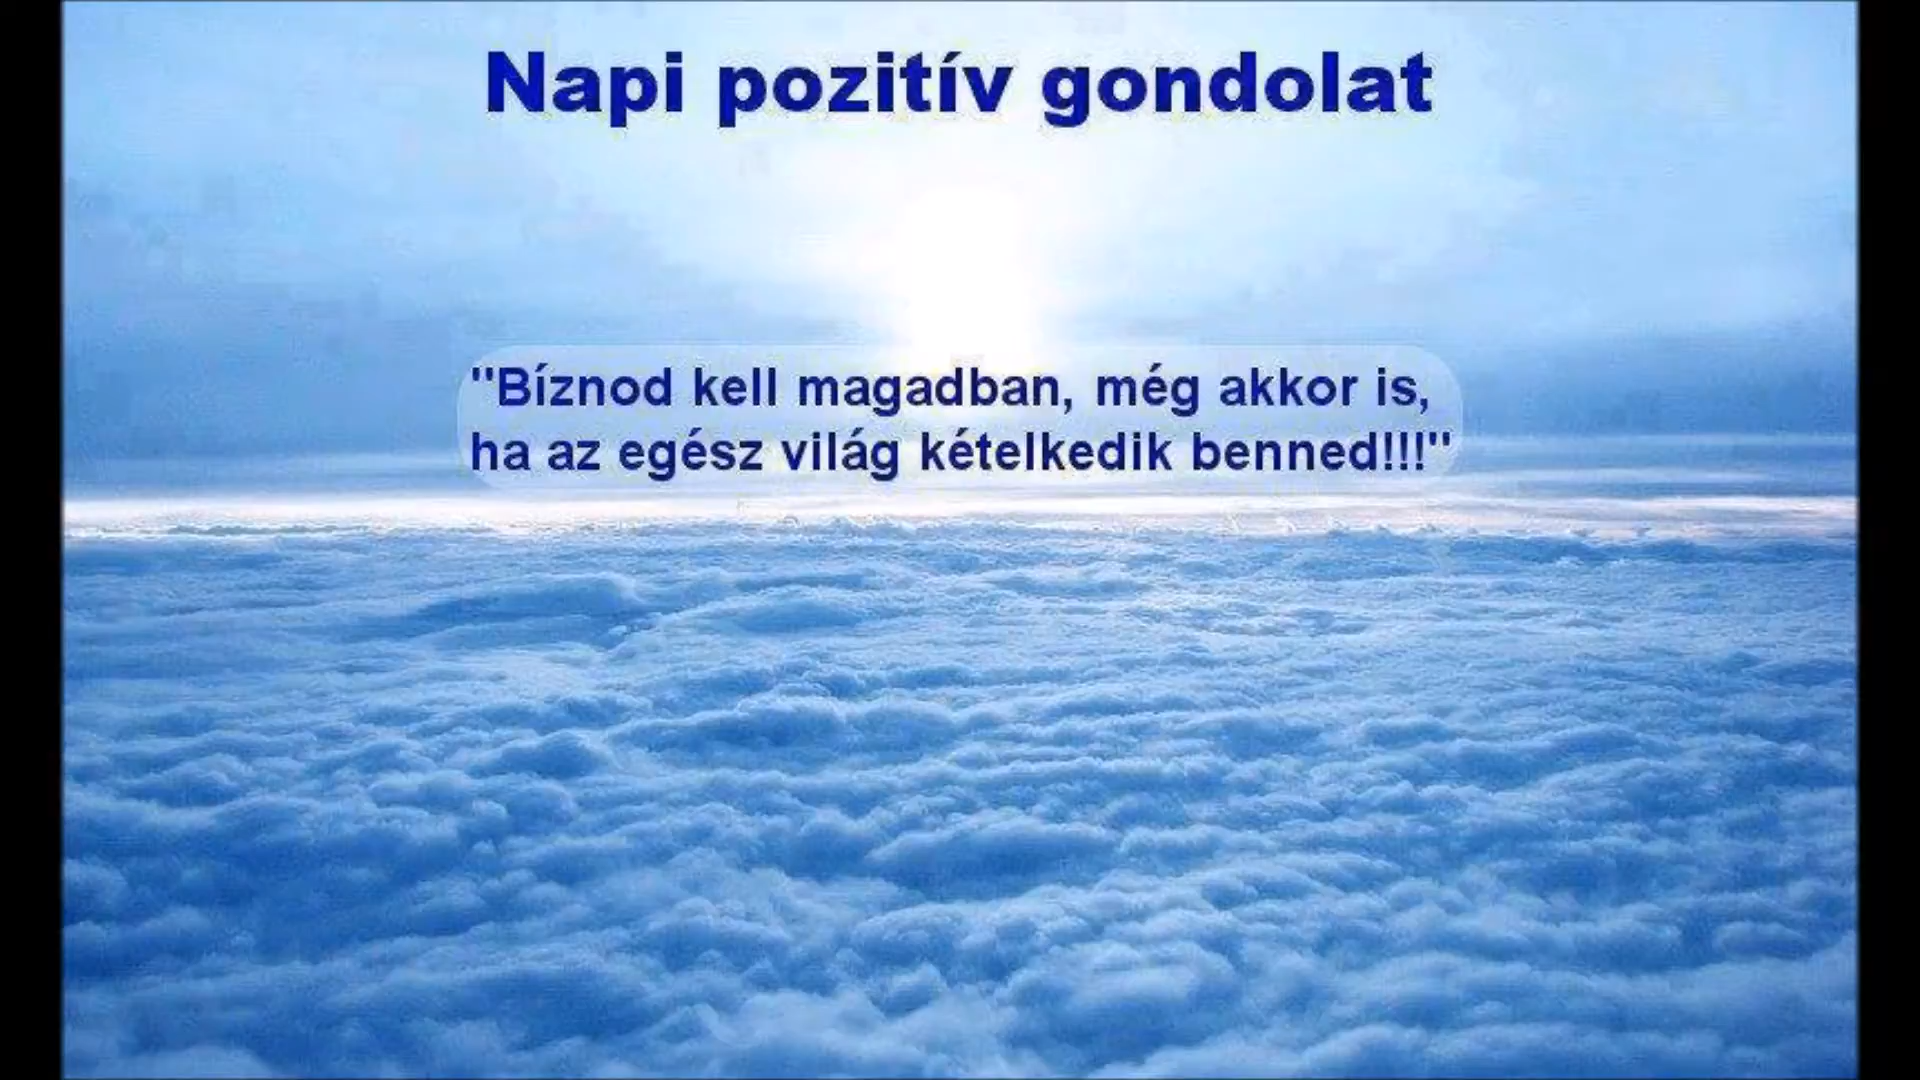 Napi pozitív gondolat
"Bíznod kell magadban, még akkor is,
ha az egész világ kételkedik benned!!!"